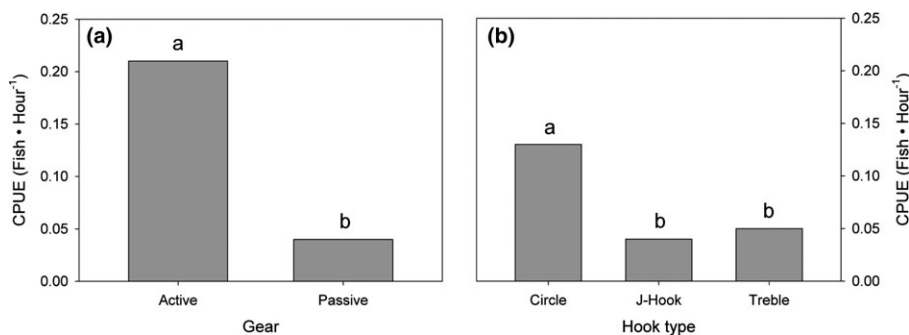 (a)
a
b
0.25
0.20
0.15
0.10
0.05
0.00
CPUE (Fish • Hour⁻¹)
Active Passive
Gear
(b)
a
b
b
0.25
0.20
0.15
0.10
0.05
0.00
CPUE (Fish • Hour⁻¹)
Circle J-Hook Treble
Hook type